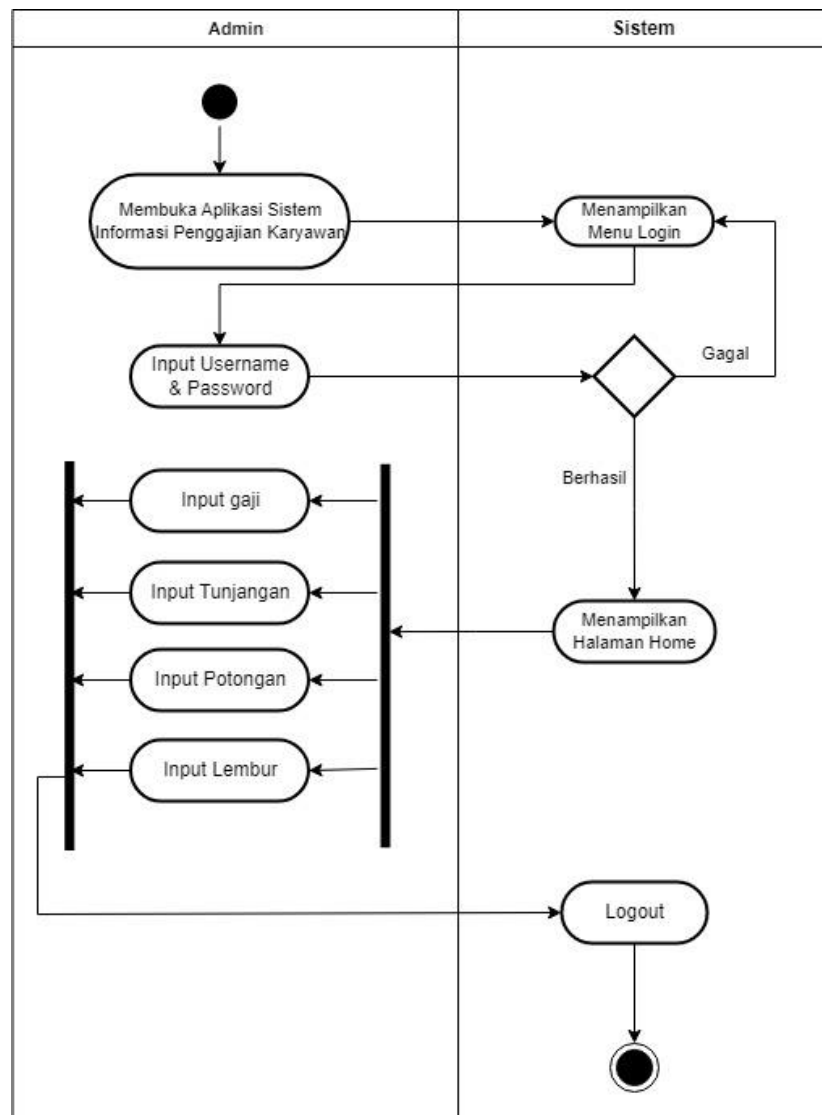 Admin
Sistem
Membuka Aplikasi Sistem
Informasi Penggajian Karyawan
Menampilkan
Menu Login
Input Username
& Password
Gagal
Berhasil
Input gaji
Input Tunjangan
Input Potongan
Input Lembur
Menampilkan
Halaman Home
Logout